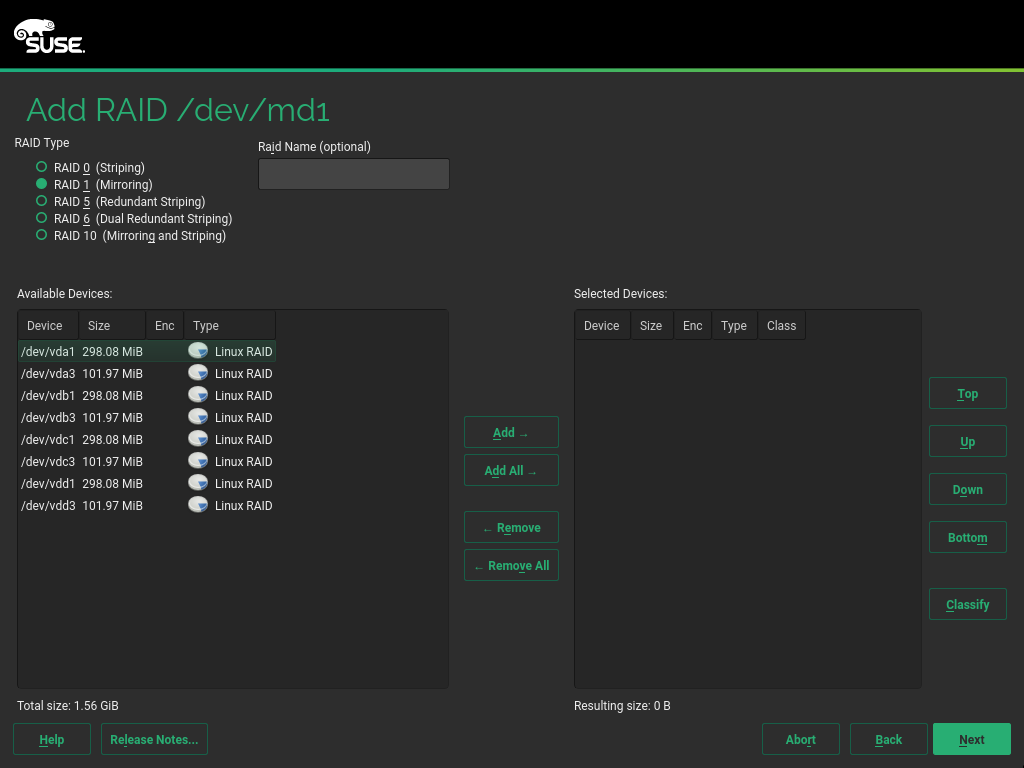 SUSE.
Add RAID /dev/md1
RAID Type
RAID 0 (Striping)
RAID 1 (Mirroring)
RAID 5 (Redundant Striping)
RAID 6 (Dual Redundant Striping)
RAID 10 (Mirroring and Striping)
Raid Name (optional)
Available Devices:
Device Size Enc Type
/dev/vda1 298.08 MiB Linux RAID
/dev/vda3 101.97 MiB Linux RAID
/dev/vdb1 298.08 MiB Linux RAID
/dev/vdb3 101.97 MiB Linux RAID
/dev/vdc1 298.08 MiB Linux RAID
/dev/vdc3 101.97 MiB Linux RAID
/dev/vdd1 298.08 MiB Linux RAID
/dev/vdd3 101.97 MiB Linux RAID
Total size: 1.56 GiB
Add →
Add All →
← Remove
← Remove All
Selected Devices:
Device Size Enc Type Class
Resulting size: 0 B
Top
Up
Down
Bottom
Classify
Help Release Notes... Abort Back Next